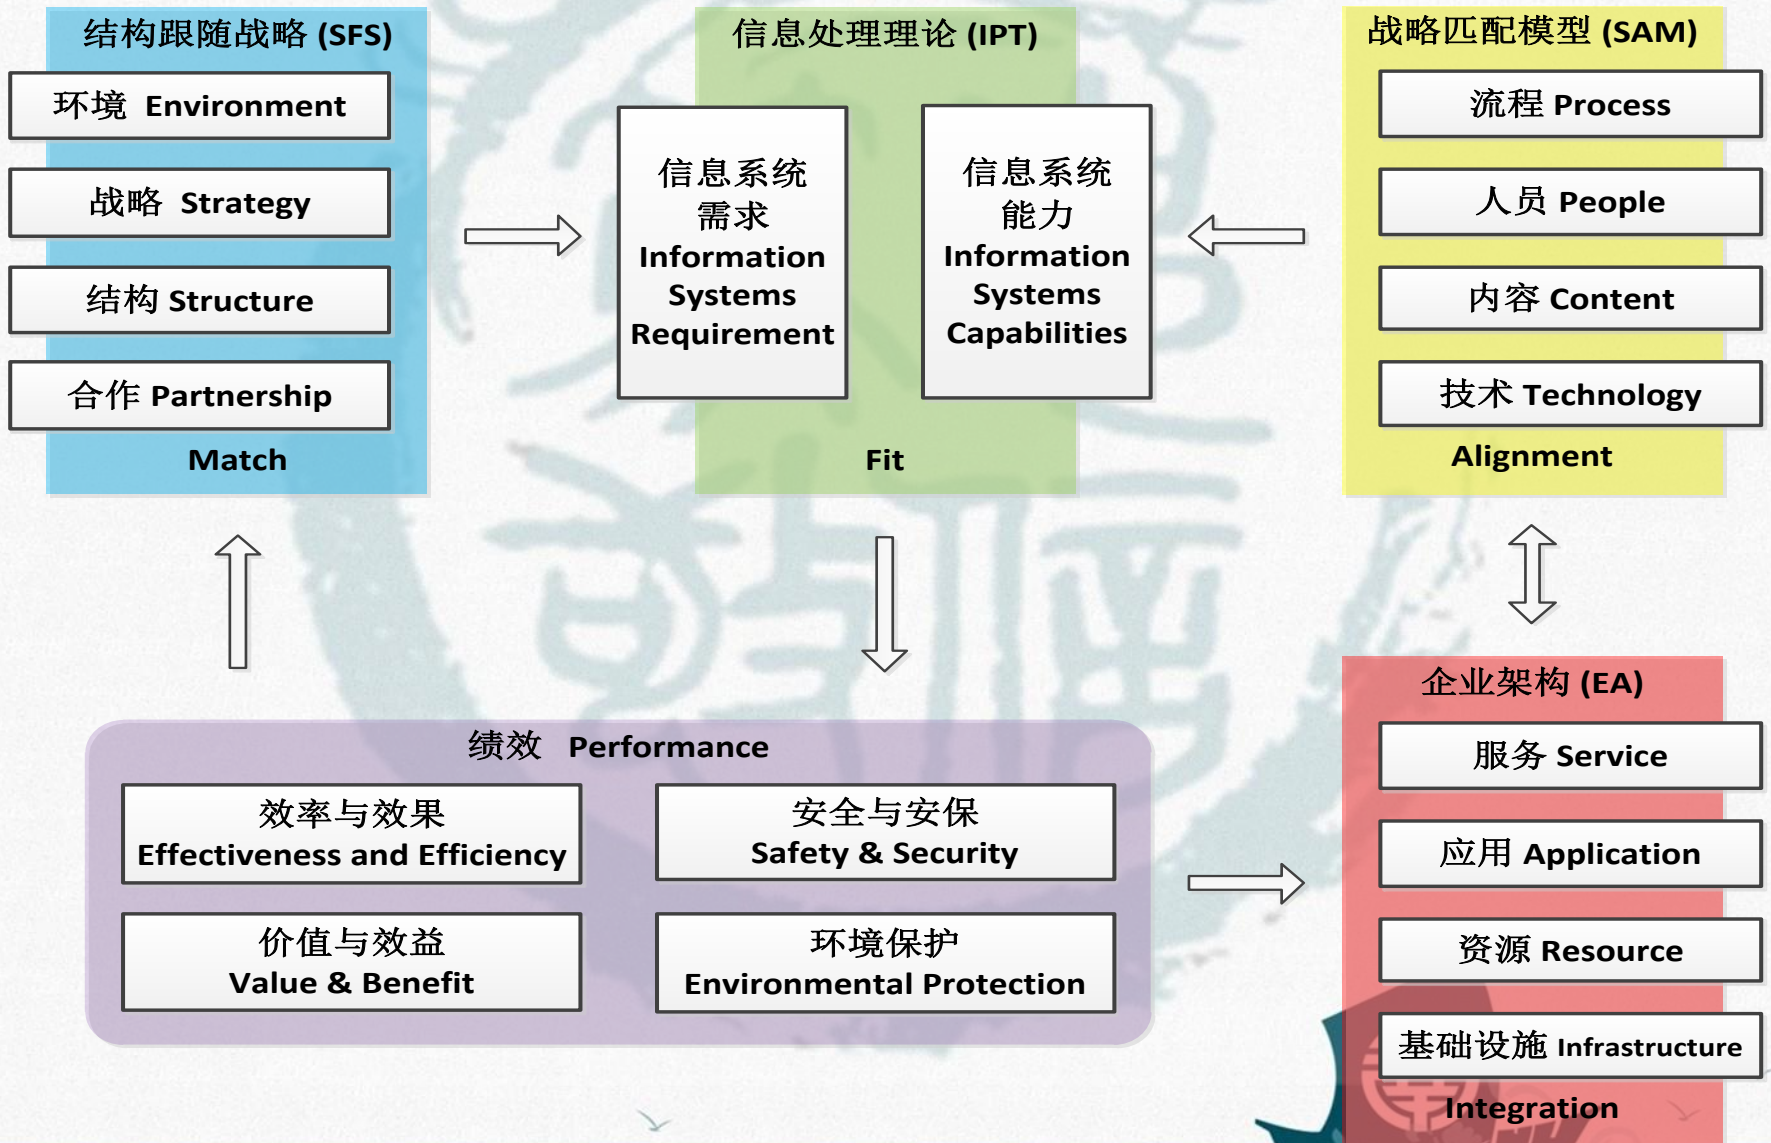 结构跟随战略 (SFS)
环境 Environment
战略 Strategy
结构 Structure
合作 Partnership
Match
信息处理理论 (IPT)
信息系统
需求
Information
Systems
Requirement
信息系统
能力
Information
Systems
Capabilities
Fit
战略匹配模型 (SAM)
流程 Process
人员 People
内容 Content
技术 Technology
Alignment
绩效 Performance
效率与效果
Effectiveness and Efficiency
安全与安保
Safety & Security
价值与效益
Value & Benefit
环境保护
Environmental Protection
企业架构 (EA)
服务 Service
应用 Application
资源 Resource
基础设施 Infrastructure
Integration